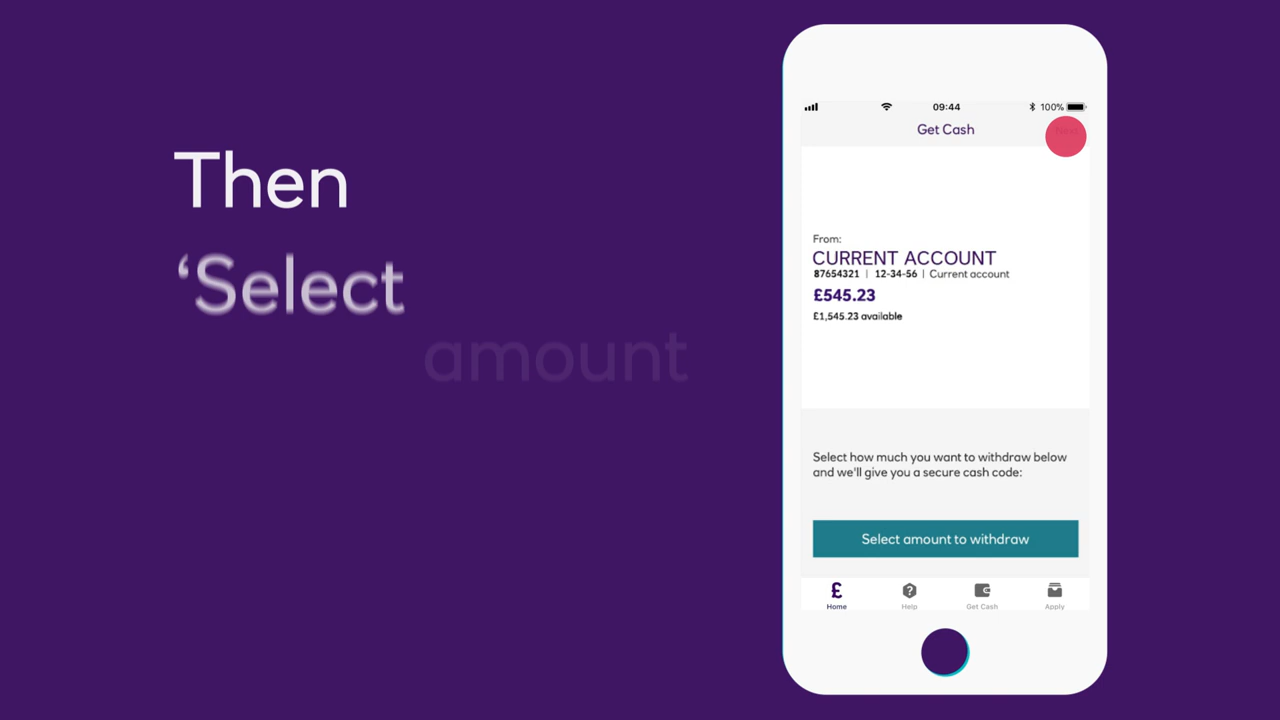 Then
‘Select
amount
09:44
100%
Get Cash
Next
From:
CURRENT ACCOUNT
87654321 | 12-34-56 | Current account
£545.23
£1,545.23 available
Select how much you want to withdraw below
and we'll give you a secure cash code:
Select amount to withdraw
£
Home
?
Help
Get Cash
Apply